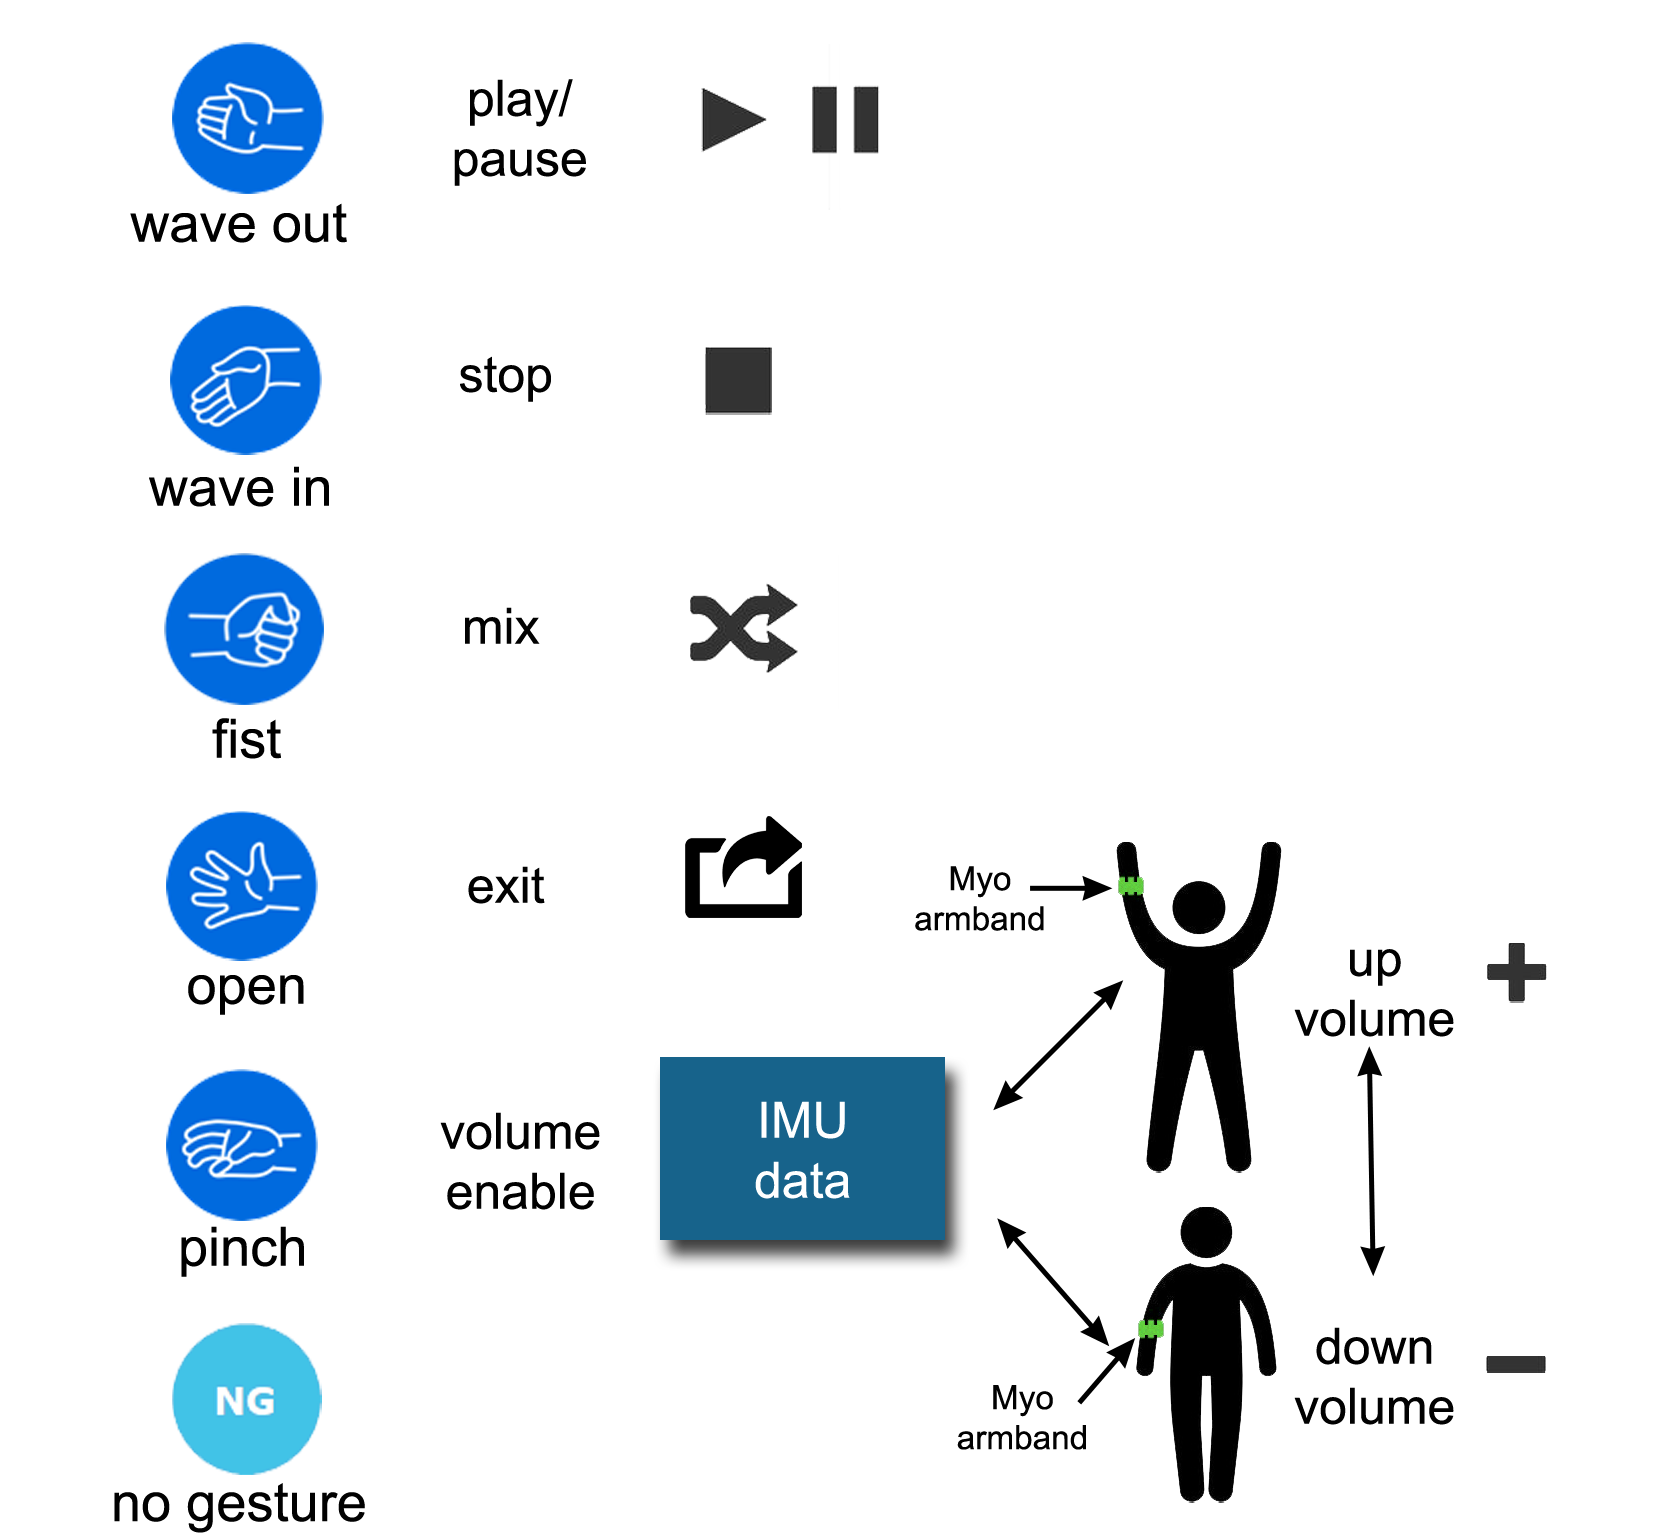 play/
pause
wave out
stop
wave in
mix
fist
exit
open
Myo
armband
up
volume
volume
enable
IMU
data
pinch
down
volume
Myo
armband
NG
no gesture